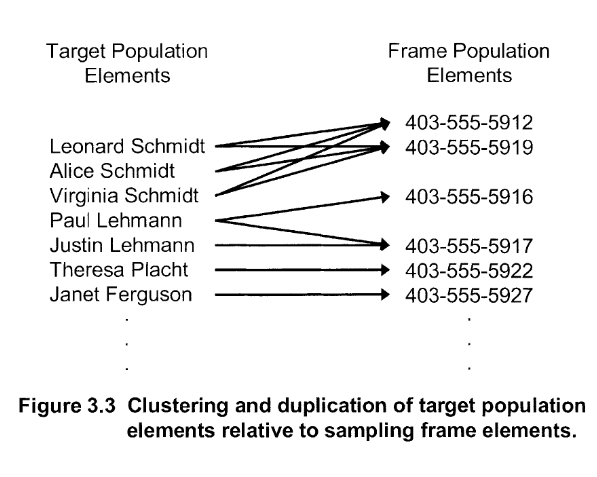 Target Population
Elements
Frame Population
Elements
403-555-5912
Leonard Schmidt 403-555-5919
Alice Schmidt
Virginia Schmidt 403-555-5916
Paul Lehmann
Justin Lehmann 403-555-5917
Theresa Placht 403-555-5922
Janet Ferguson 403-555-5927
Figure 3.3 Clustering and duplication of target population
elements relative to sampling frame elements.